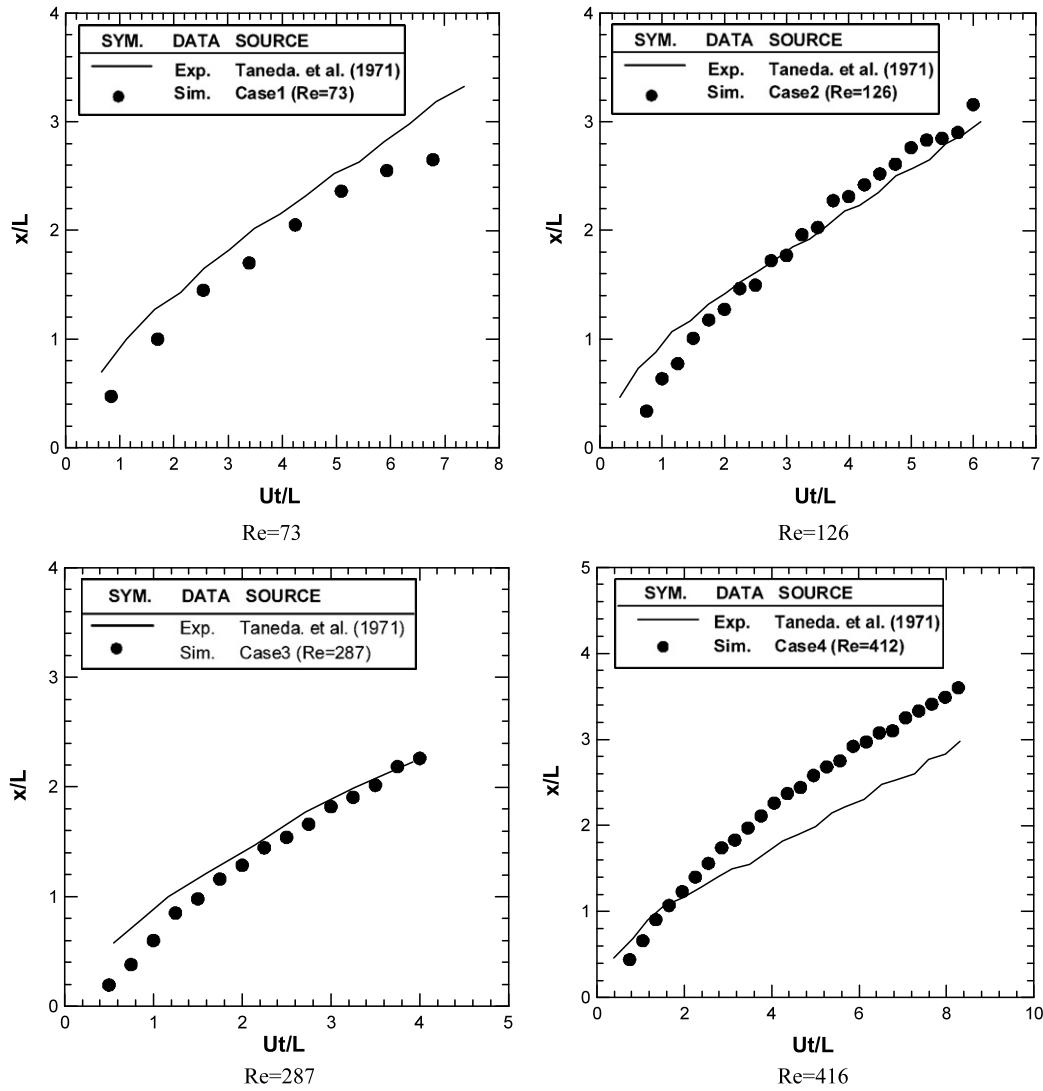 4
3
2
1
0
x/L
SYM. DATA SOURCE
Exp. Taneda. et al. (1971)
Sim. Case1 (Re=73)
0 1 2 3 4 5 6 7 8
Ut/L
Re=73
4
3
2
1
0
x/L
SYM. DATA SOURCE
Exp. Taneda. et al. (1971)
Sim. Case2 (Re=126)
0 1 2 3 4 5 6 7
Ut/L
Re=126
4
3
2
1
0
x/L
SYM. DATA SOURCE
Exp. Taneda. et al. (1971)
Sim. Case3 (Re=287)
0 1 2 3 4 5
Ut/L
Re=287
5
4
3
2
1
0
x/L
SYM. DATA SOURCE
Exp. Taneda. et al. (1971)
Sim. Case4 (Re=412)
0 2 4 6 8 10
Ut/L
Re=416